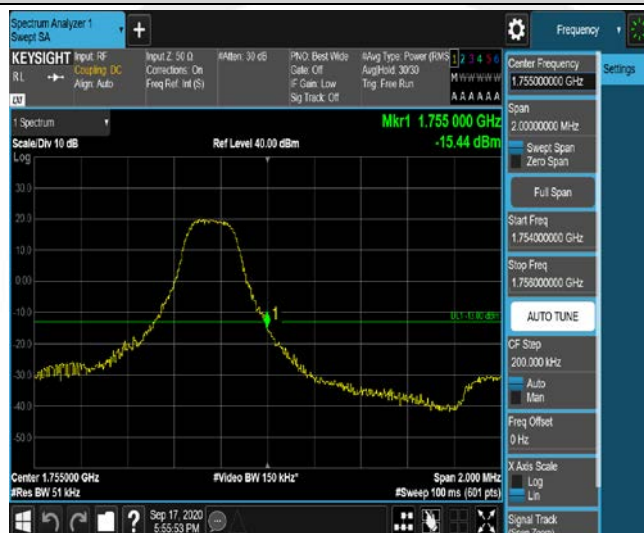 Spectrum Analyzer 1
Swept SA
+
Frequency
KEYSIGHT
Input: RF
Input Z: 50 Ω
#Atten: 30 dB
PNO: Best Wide
#Avg Type: Power (RMS
1 2 3 4 5 6
RL
Coupling: DC
Corrections: On
Gate: Off
Avg|Hold: 30/30
M W W W W W
Align: Auto
Freq Ref: Int (S)
IF Gain: Low
Trig: Free Run
Sig Track: Off
A A A A A A
LXI
1 Spectrum
Mkr1 1.755 000 GHz
Scale/Div 10 dB
Ref Level 40.00 dBm
-15.44 dBm
Log
30.0
20.0
10.0
0.00
1
DL1 -13.00 dBm
-10.0
-20.0
-30.0
-40.0
-50.0
Center 1.755000 GHz
#Video BW 150 kHz*
Span 2.000 MHz
#Res BW 51 kHz
#Sweep 100 ms (601 pts)
?
Sep 17, 2020
5:55:53 PM
Center Frequency
1.755000000 GHz
Settings
Span
2.00000000 MHz
Swept Span
Zero Span
Full Span
Start Freq
1.754000000 GHz
Stop Freq
1.756000000 GHz
AUTO TUNE
CF Step
200.000 kHz
Auto
Man
Freq Offset
0 Hz
X Axis Scale
Log
Lin
Signal Track
(Span Zoom)